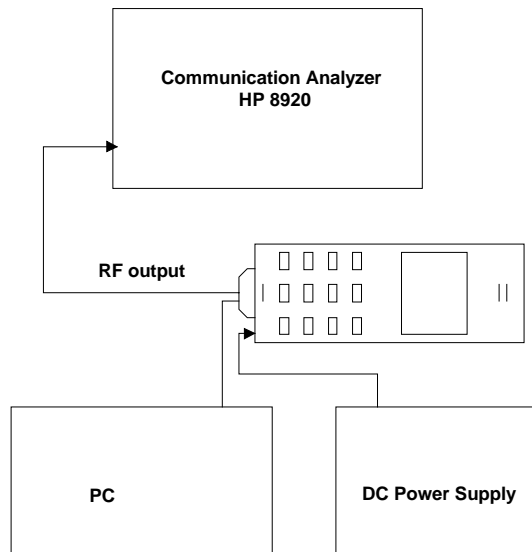 Communication Analyzer
HP 8920
RF output
PC
DC Power Supply